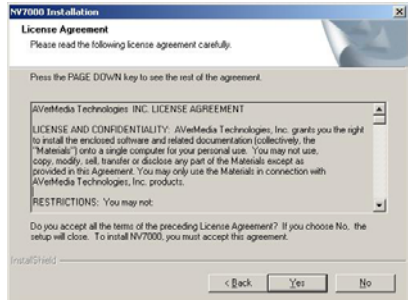 NV7000 Installation
License Agreement
Please read the following license agreement carefully.
Press the PAGE DOWN key to see the rest of the agreement.
AVerMedia Technologies INC. LICENSE AGREEMENT
LICENSE AND CONFIDENTIALITY: AVerMedia Technologies, Inc. grants you the right
to install the enclosed software and related documentation (collectively, the
"Materials") onto a single computer for your personal use. You may not use,
copy, modify, sell, transfer or disclose any part of the Materials except as
provided in this Agreement. You may only use the Materials in connection with
AVerMedia Technologies, Inc. products.
RESTRICTIONS: You may not:
Do you accept all the terms of the preceding License Agreement? If you choose No, the
setup will close. To install NV7000, you must accept this agreement.
InstallShield
< Back Yes No